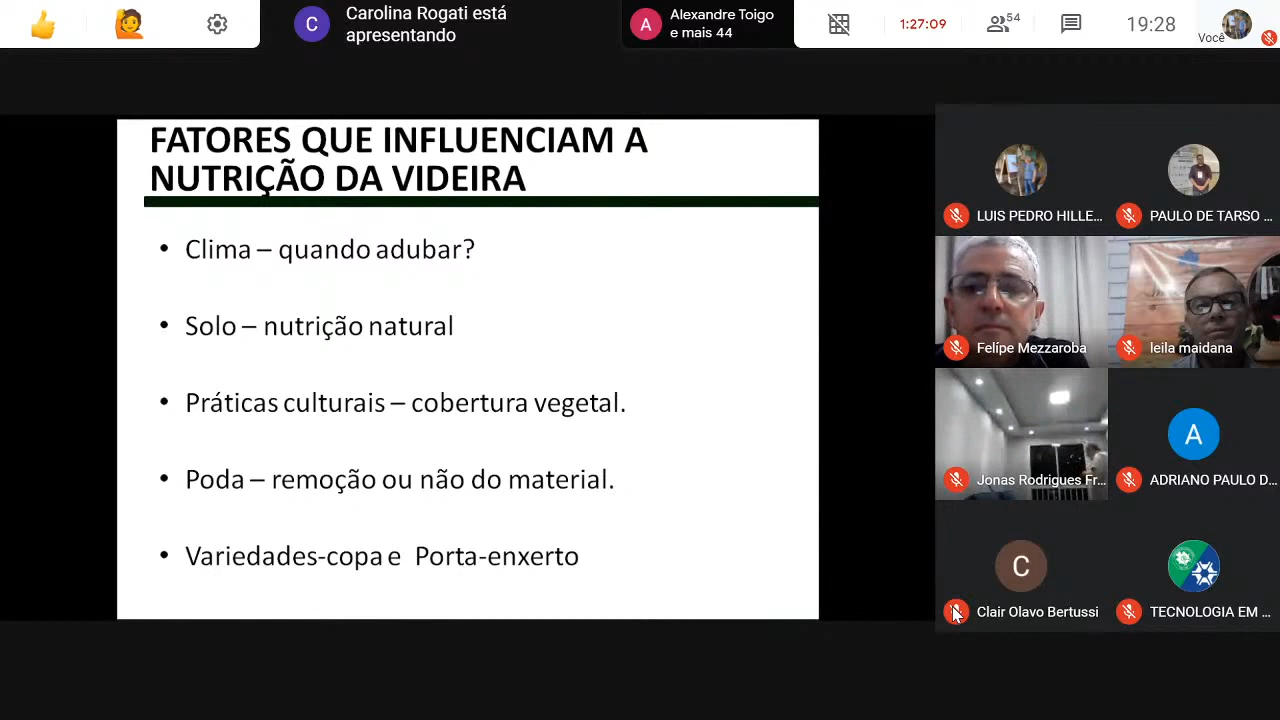 Carolina Rogati está
apresentando
C
A
Alexandre Toigo
e mais 44
1:27:09
54
19:28
Você
FATORES QUE INFLUENCIAM A
NUTRIÇÃO DA VIDEIRA
• Clima – quando adubar?
• Solo – nutrição natural
• Práticas culturais – cobertura vegetal.
• Poda – remoção ou não do material.
• Variedades-copa e Porta-enxerto
LUIS PEDRO HILLE...
PAULO DE TARSO ...
Felípe Mezzaroba
leila maidana
Jonas Rodrigues Fr...
A
ADRIANO PAULO D...
C
Clair Olavo Bertussi
TECNOLOGIA EM ...